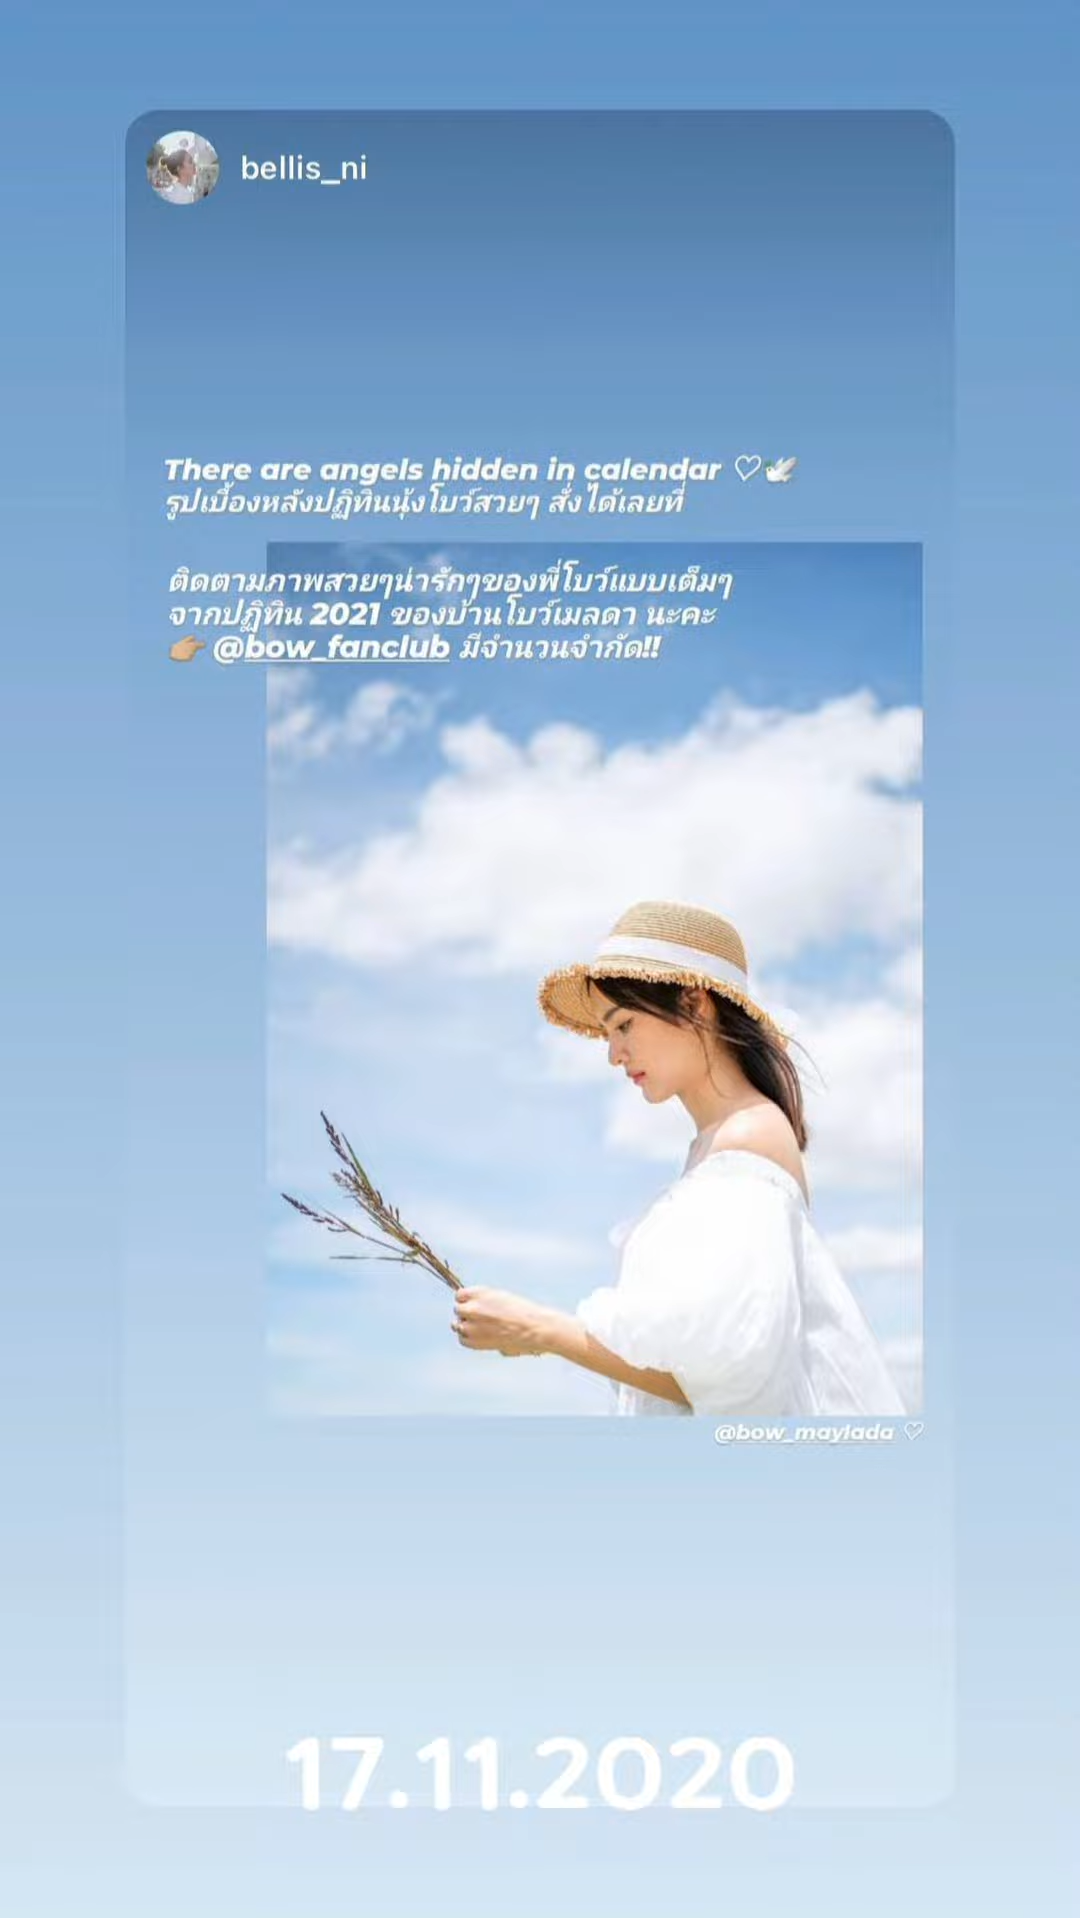 bellis_ni
There are angels hidden in calendar ♡🕊️
รูปเบื้องหลังปฏิทินนุ้งโบว์สวยๆ สั่งได้เลยที่
ติดตามภาพสวยๆน่ารักๆของพี่โบว์แบบเต็มๆ
จากปฏิทิน 2021 ของบ้านโบว์เมลดา นะคะ
👉🏼 @bow_fanclub มีจำนวนจำกัด!!
@bow_maylada ♡
17.11.2020